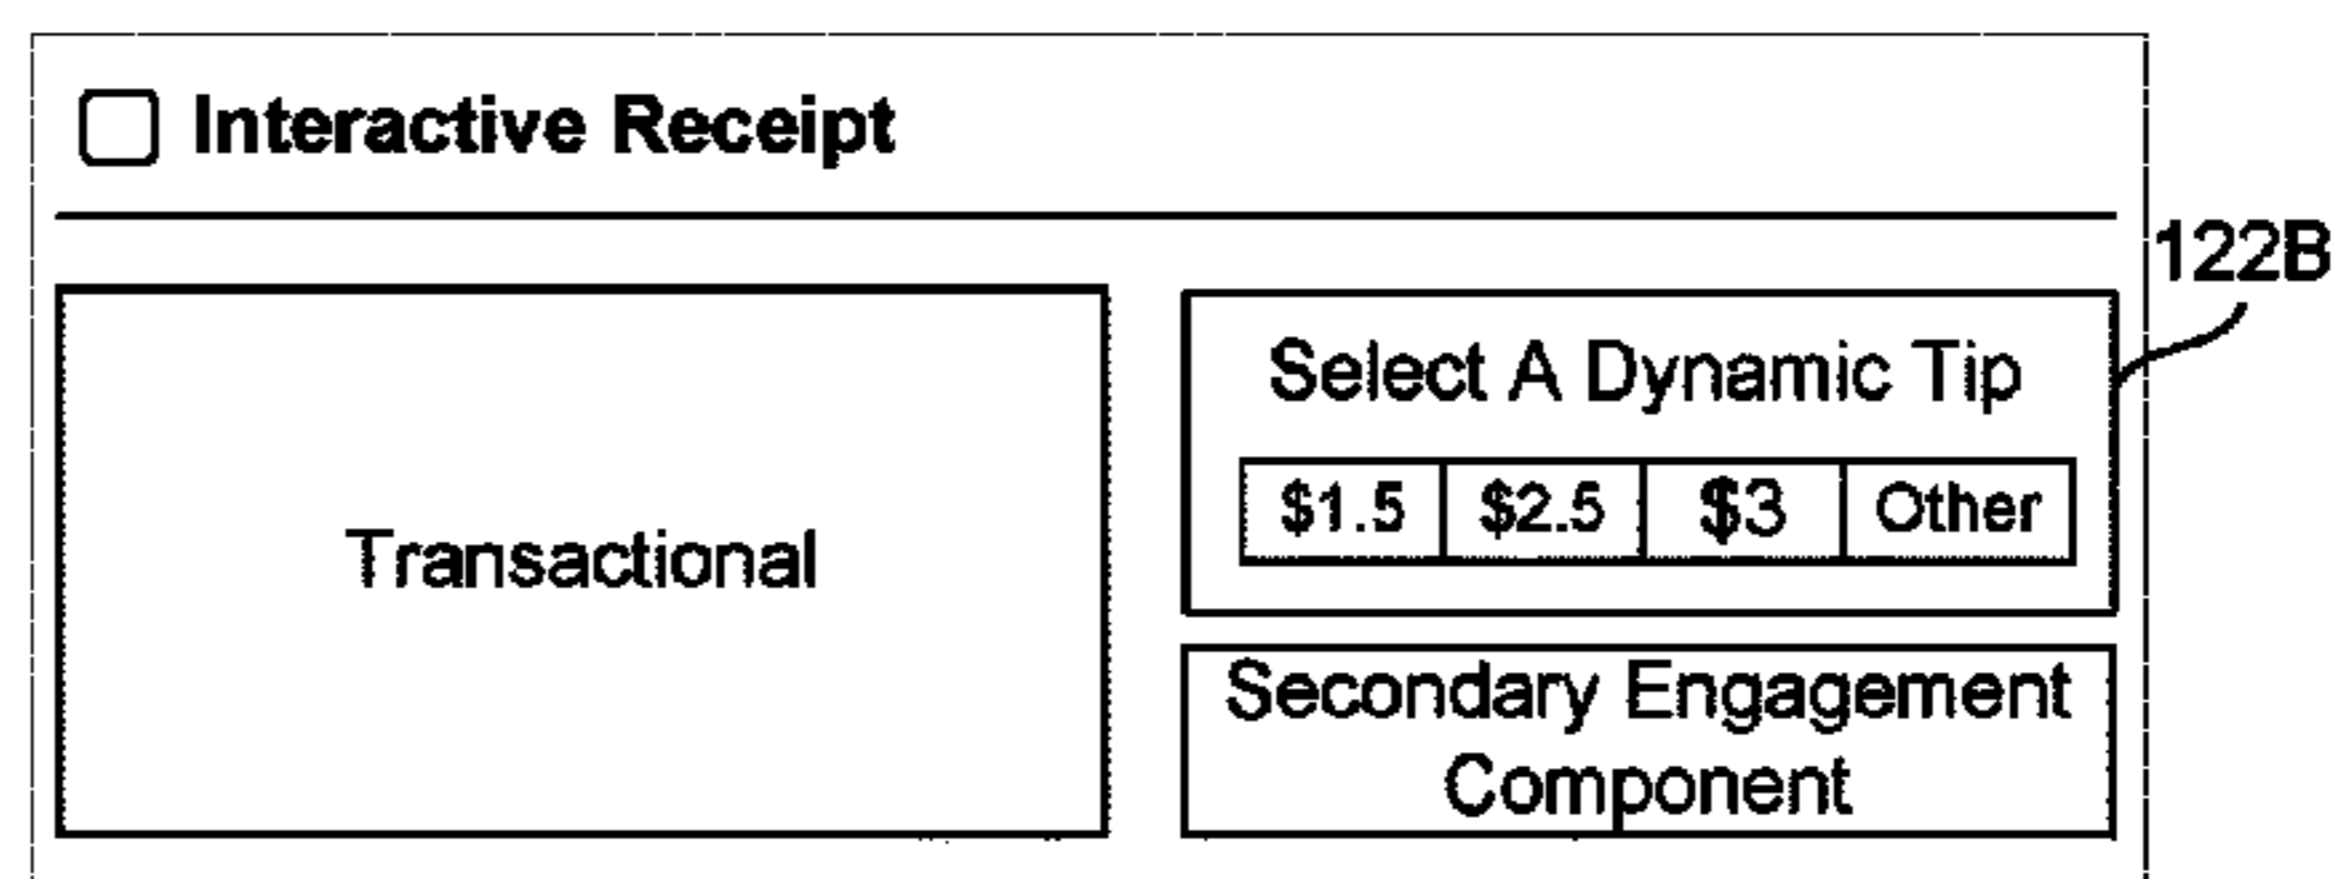 Interactive Receipt
122B
Select A Dynamic Tip
$1.5 $2.5 $3 Other
Transactional
Secondary Engagement
Component